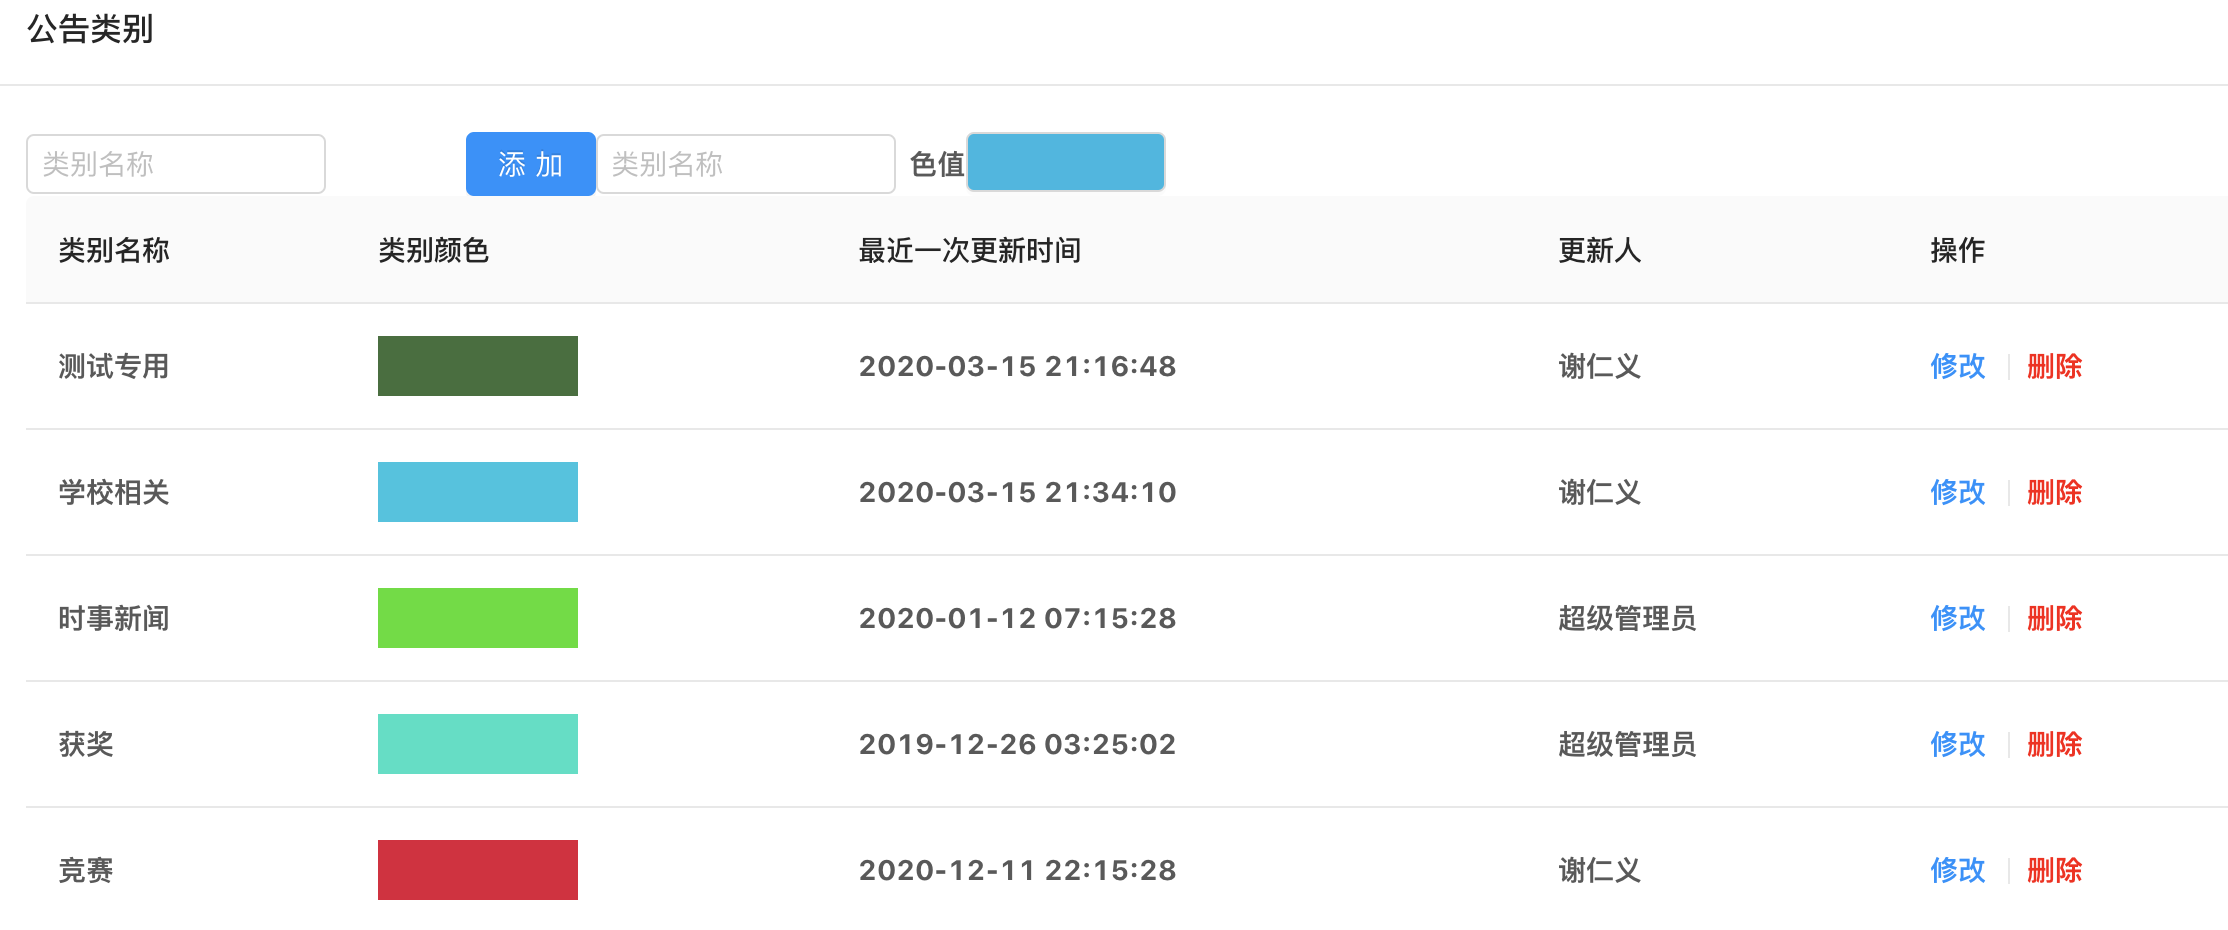 公告类别
类别名称 添 加 类别名称 色值
类别名称 类别颜色 最近一次更新时间 更新人 操作
测试专用 2020-03-15 21:16:48 谢仁义 修改 删除
学校相关 2020-03-15 21:34:10 谢仁义 修改 删除
时事新闻 2020-01-12 07:15:28 超级管理员 修改 删除
获奖 2019-12-26 03:25:02 超级管理员 修改 删除
竞赛 2020-12-11 22:15:28 谢仁义 修改 删除